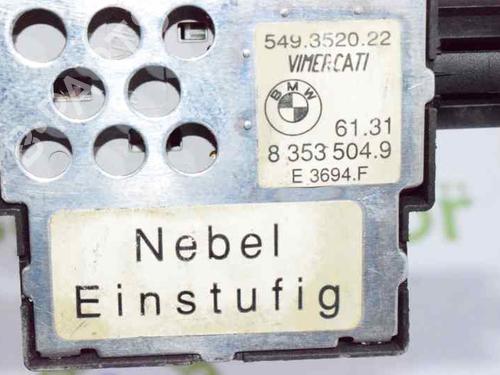 549.3520.22
VIMERCATI
BMW
61.31
8 353 504.9
E 3694.F
Nebel
Einstufig